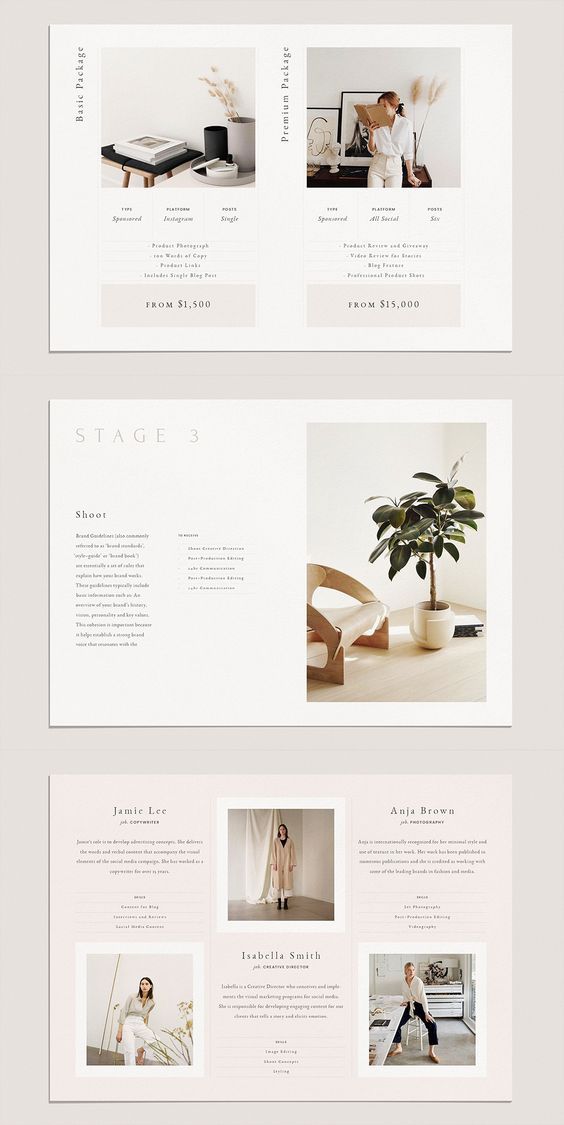 Basic Package
TYPE
Sponsored
PLATFORM
Instagram
POSTS
Single
- Product Photograph
- 100 Words of Copy
- Product Links
- Includes Single Blog Post
FROM $1,500
Premium Package
TYPE
Sponsored
PLATFORM
All Social
POSTS
Six
- Product Review and Giveaway
- Video Review for Stories
- Blog Feature
- Professional Product Shots
FROM $15,000
STAGE 3
Shoot
Brand Guidelines (also commonly
referred to as 'brand standards',
'style-guide' or 'brand book')
are essentially a set of rules that
explain how your brand works.
These guidelines typically include
basic information such as: An
overview of your brand's history,
vision, personality and key values.
This cohesion is important because
it helps establish a strong brand
voice that resonates with the
TO RECEIVE
Shoot Creative Direction
Post-Production Editing
24hr Communication
Post-Production Editing
24hr Communication
Jamie Lee
job. COPYWRITER
Jamie's role is to develop advertising concepts. She delivers
the words and verbal content that accompany the visual
elements of the social media campaign. She has worked as a
copywriter for over 15 years.
SKILLS
Content for Blog
Interviews and Reviews
Social Media Content
Isabella Smith
job. CREATIVE DIRECTOR
Isabella is a Creative Director who conceives and imple-
ments the visual marketing programs for social media.
She is responsible for developing engaging content for our
clients that tells a story and elicits emotion.
SKILLS
Image Editing
Shoot Concepts
Styling
Anja Brown
job. PHOTOGRAPHY
Anja is internationally recognized for her minimal style and
use of texture in her work. Her work has been published in
numerous publications and she is credited as working with
some of the leading brands in fashion and media.
SKILLS
Set Photography
Post-Production Editing
Videography